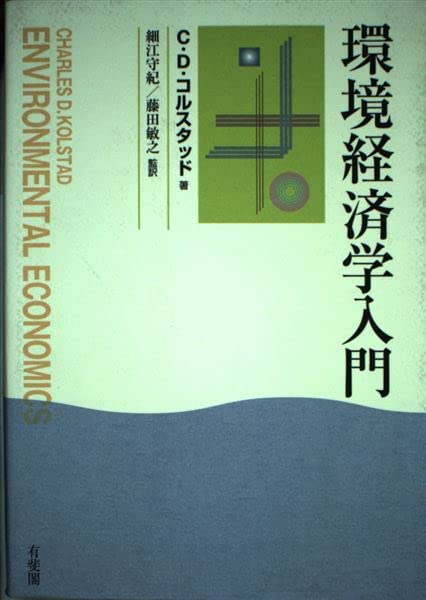 環境経済学入門
C・D・コルスタッド 著
細江守紀／藤田敏之 監訳
CHARLES D. KOLSTAD
ENVIRONMENTAL ECONOMICS
有斐閣